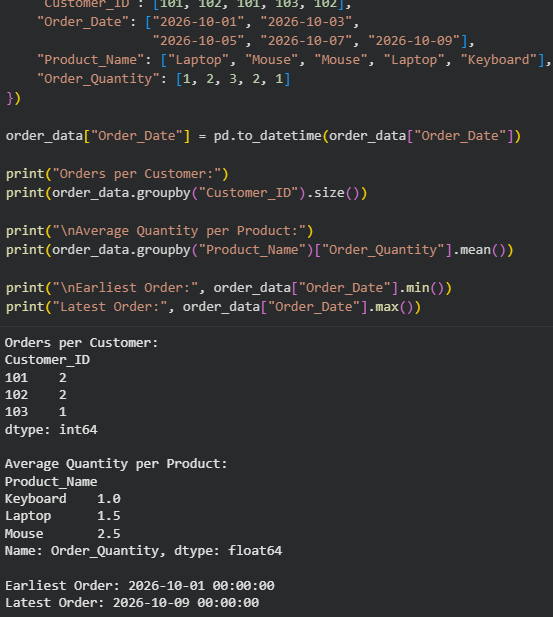 "Customer_ID": [101, 102, 101, 103, 102],
"Order_Date": ["2026-10-01", "2026-10-03",
"2026-10-05", "2026-10-07", "2026-10-09"],
"Product_Name": ["Laptop", "Mouse", "Mouse", "Laptop", "Keyboard"],
"Order_Quantity": [1, 2, 3, 2, 1]
})
order_data["Order_Date"] = pd.to_datetime(order_data["Order_Date"])
print("Orders per Customer:")
print(order_data.groupby("Customer_ID").size())
print("\nAverage Quantity per Product:")
print(order_data.groupby("Product_Name")["Order_Quantity"].mean())
print("\nEarliest Order:", order_data["Order_Date"].min())
print("Latest Order:", order_data["Order_Date"].max())
Orders per Customer:
Customer_ID
101    2
102    2
103    1
dtype: int64
Average Quantity per Product:
Product_Name
Keyboard    1.0
Laptop      1.5
Mouse       2.5
Name: Order_Quantity, dtype: float64
Earliest Order: 2026-10-01 00:00:00
Latest Order: 2026-10-09 00:00:00